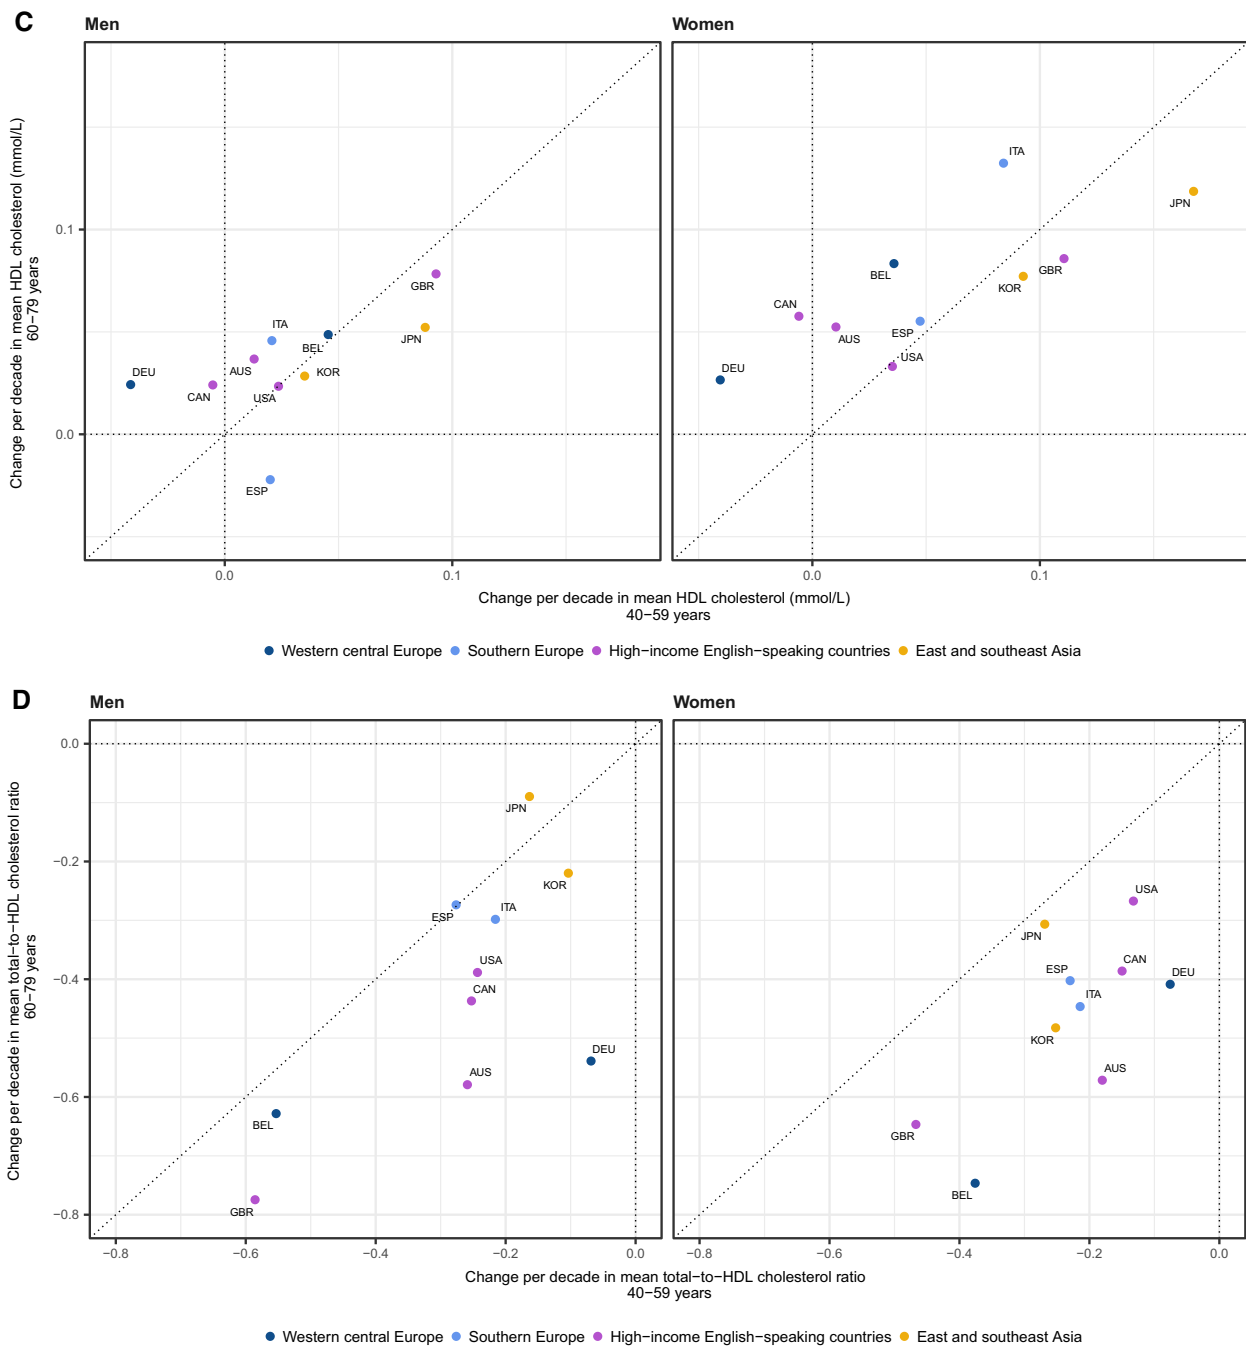 C
Men
Women
Change per decade in mean HDL cholesterol (mmol/L)
60−79 years
0.1
0.0
DEU
CAN
AUS
ITA
USA
BEL
KOR
ESP
GBR
JPN
ITA
JPN
BEL
GBR
KOR
CAN
AUS
ESP
USA
DEU
0.0
0.1
0.0
0.1
Change per decade in mean HDL cholesterol (mmol/L)
40−59 years
Western central Europe
Southern Europe
High−income English−speaking countries
East and southeast Asia
D
Men
Women
Change per decade in mean total−to−HDL cholesterol ratio
60−79 years
0.0
−0.2
−0.4
−0.6
−0.8
JPN
KOR
ESP
ITA
USA
CAN
DEU
AUS
BEL
GBR
USA
JPN
CAN
ESP
DEU
ITA
KOR
AUS
GBR
BEL
−0.8
−0.6
−0.4
−0.2
0.0
−0.8
−0.6
−0.4
−0.2
0.0
Change per decade in mean total−to−HDL cholesterol ratio
40−59 years
Western central Europe
Southern Europe
High−income English−speaking countries
East and southeast Asia